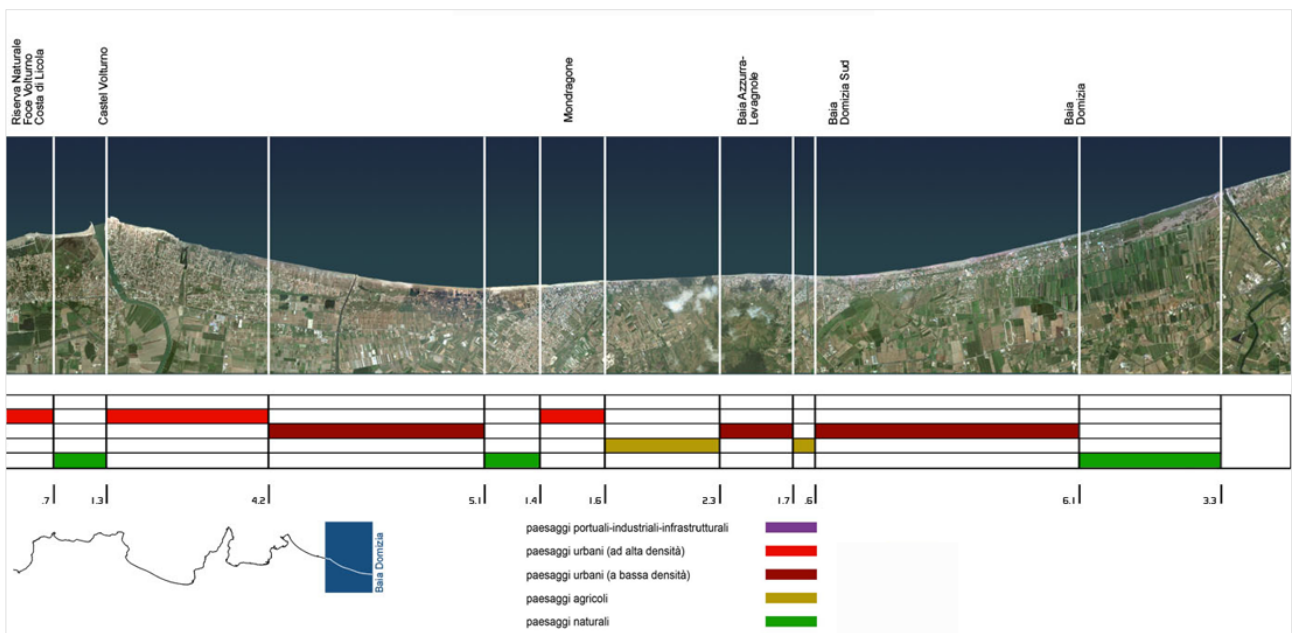 Riserva Naturale
Foce Volturno
Costa di Licola
Castel Volturno
Mondragone
Baia Azzurra-
Levagnole
Baia
Domizia Sud
Baia
Domizia
.7
1.3
4.2
5.1
1.4
1.6
2.3
1.7
.6
6.1
3.3
Baia Domizia
paesaggi portuali-industriali-infrastrutturali
paesaggi urbani (ad alta densità)
paesaggi urbani (a bassa densità)
paesaggi agricoli
paesaggi naturali